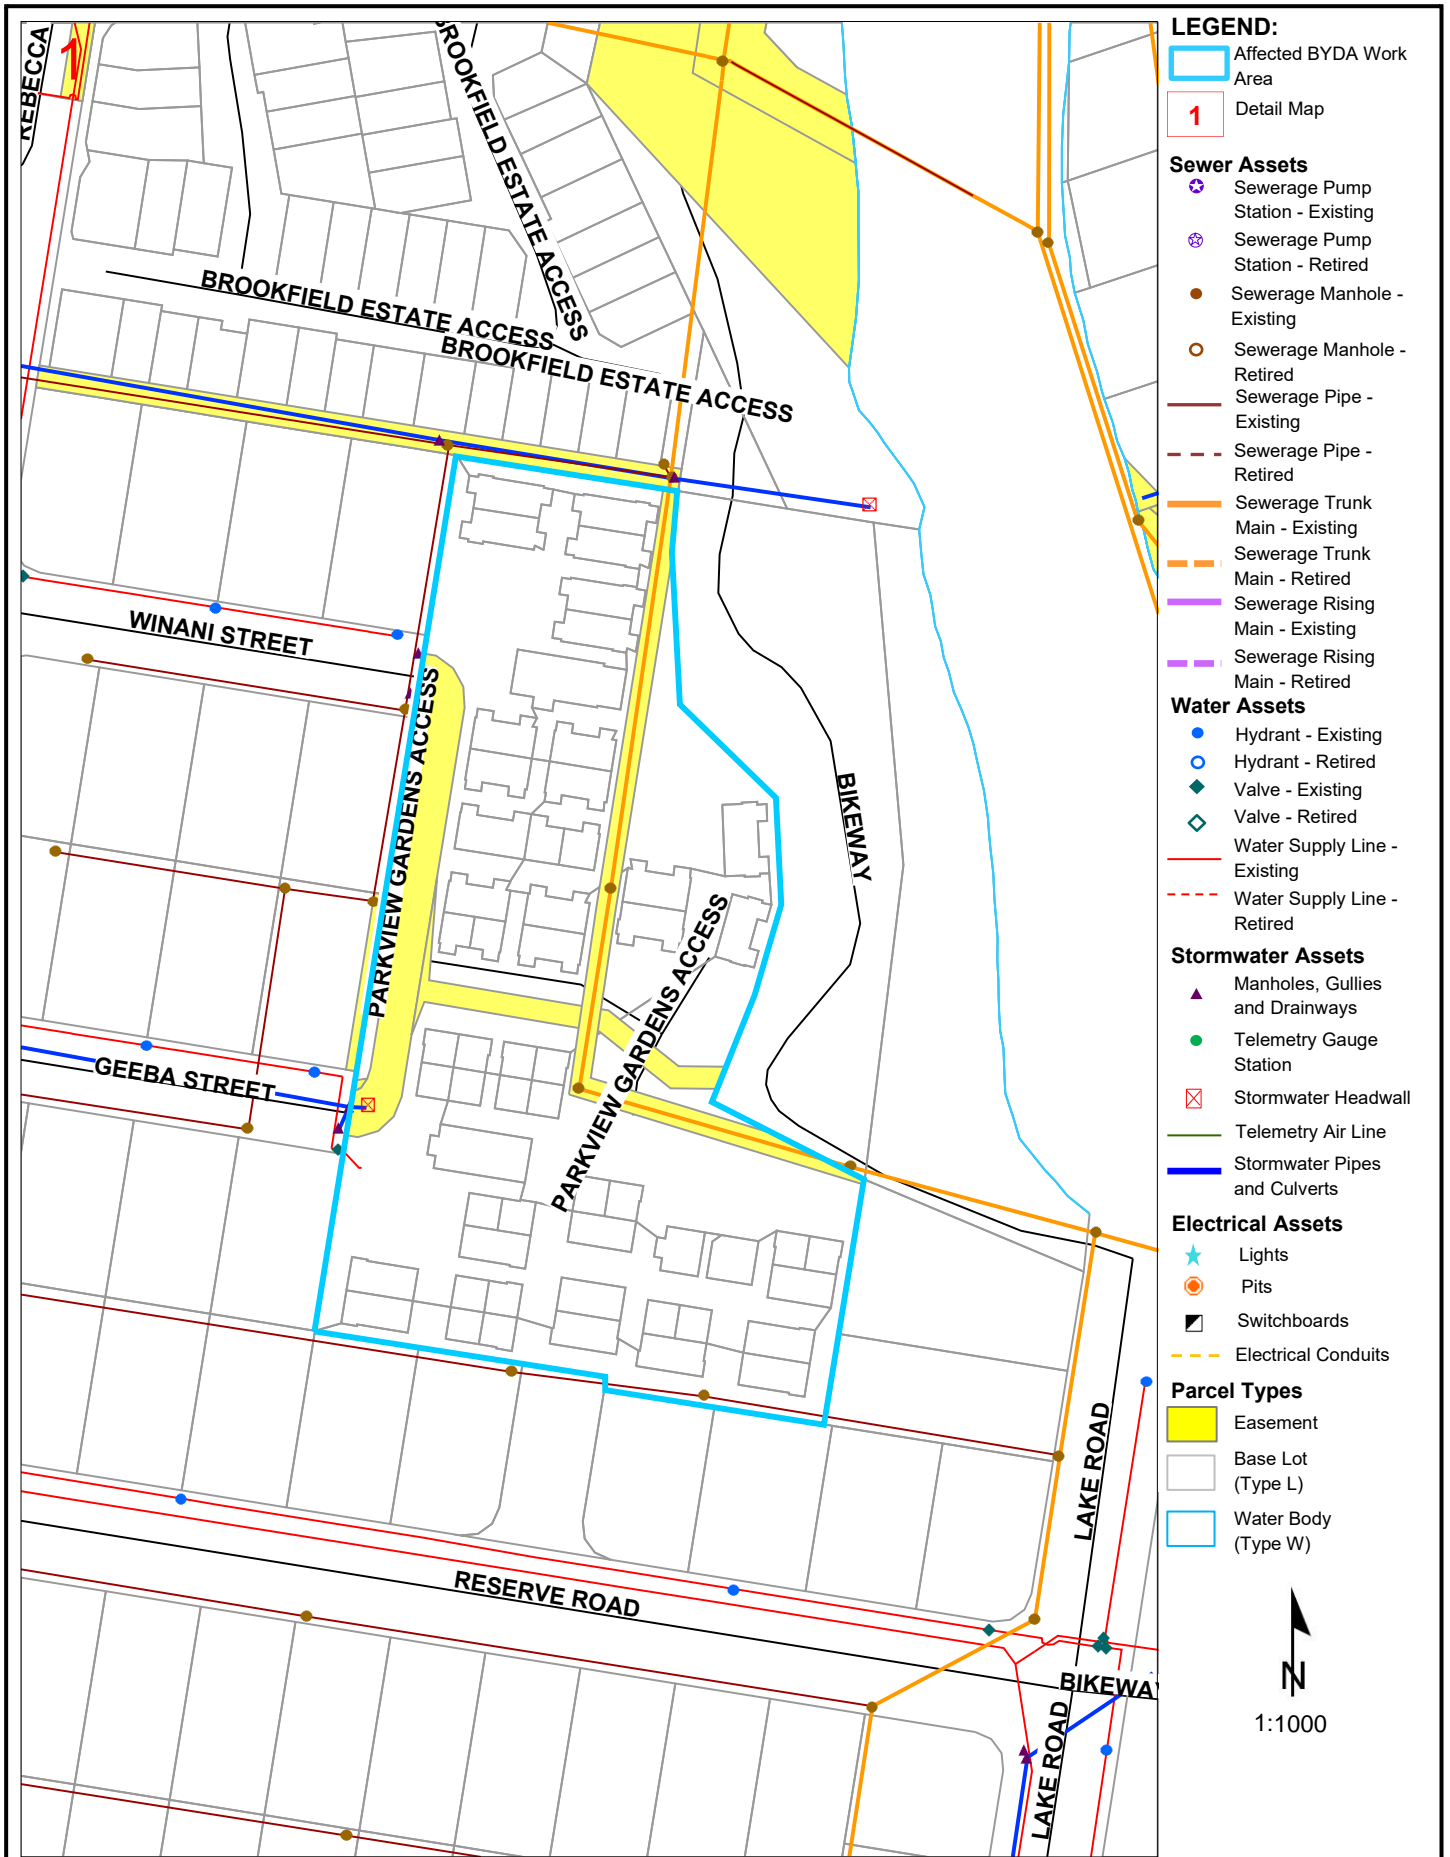 REBECCA
1
BROOKFIELD ESTATE ACCESS
BROOKFIELD ESTATE ACCESS
BROOKFIELD ESTATE ACCESS
WINANI STREET
PARKVIEW GARDENS ACCESS
BIKEWAY
PARKVIEW GARDENS ACCESS
GEEBA STREET
LAKE ROAD
RESERVE ROAD
BIKEWAY
LAKE ROAD
LEGEND:
Affected BYDA Work
Area
1
Detail Map
Sewer Assets
Sewerage Pump
Station - Existing
Sewerage Pump
Station - Retired
Sewerage Manhole -
Existing
Sewerage Manhole -
Retired
Sewerage Pipe -
Existing
Sewerage Pipe -
Retired
Sewerage Trunk
Main - Existing
Sewerage Trunk
Main - Retired
Sewerage Rising
Main - Existing
Sewerage Rising
Main - Retired
Water Assets
Hydrant - Existing
Hydrant - Retired
Valve - Existing
Valve - Retired
Water Supply Line -
Existing
Water Supply Line -
Retired
Stormwater Assets
Manholes, Gullies
and Drainways
Telemetry Gauge
Station
Stormwater Headwall
Telemetry Air Line
Stormwater Pipes
and Culverts
Electrical Assets
Lights
Pits
Switchboards
Electrical Conduits
Parcel Types
Easement
Base Lot
(Type L)
Water Body
(Type W)
N
1:1000